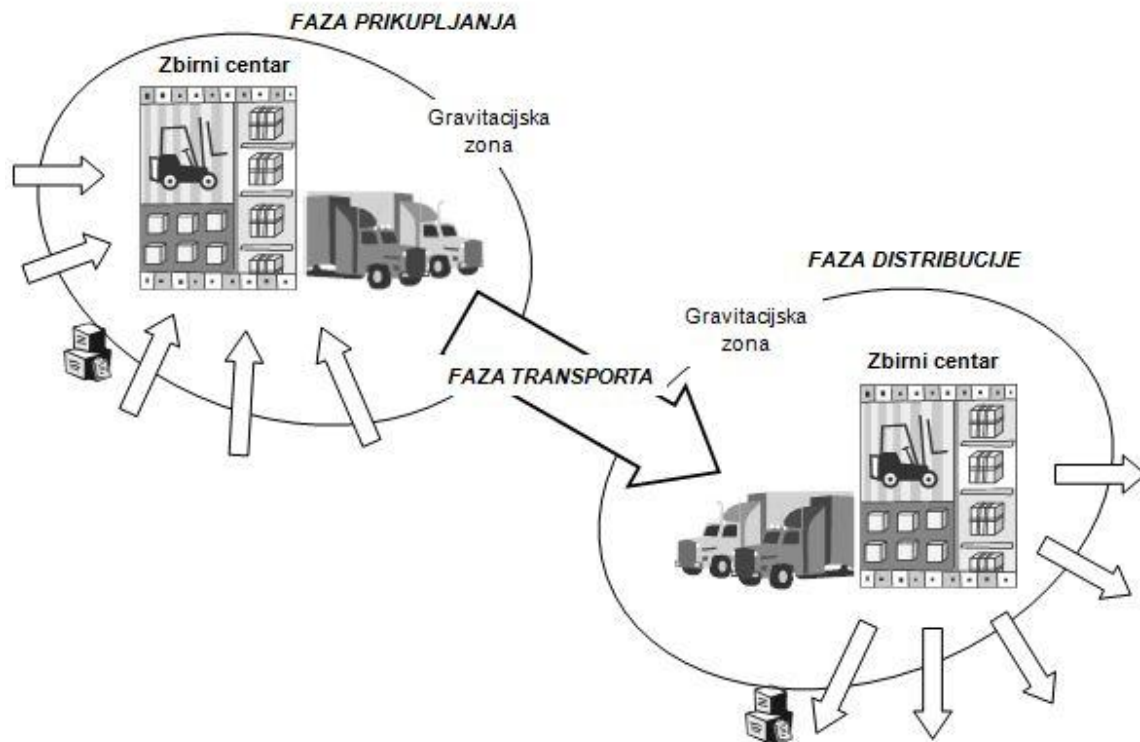 FAZA PRIKUPLJANJA
Zbirni centar
Gravitacijska
zona
FAZA DISTRIBUCIJE
Gravitacijska
zona
Zbirni centar
FAZA TRANSPORTA